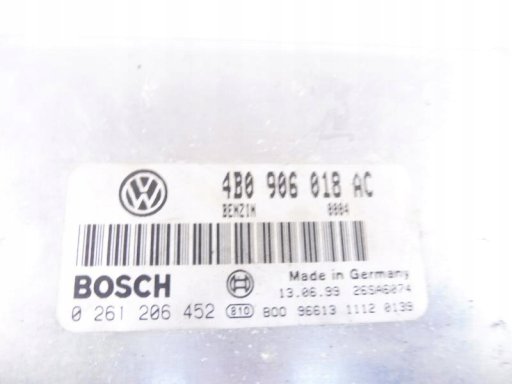 4B0 906 018 AC
BENZIN 0004
BOSCH
Made in Germany
13.06.99 26SA6074
0 261 206 452 810 B00 96613 1112 0139